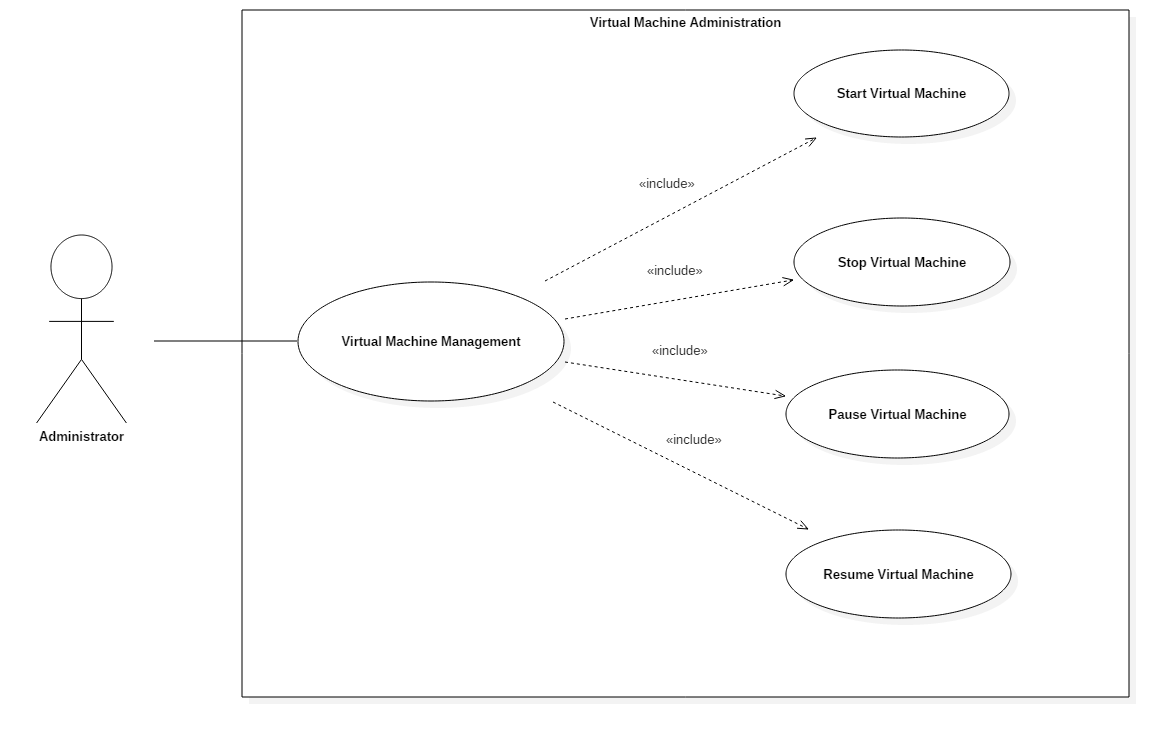 Virtual Machine Administration
Start Virtual Machine
«include»
Stop Virtual Machine
«include»
Virtual Machine Management
«include»
Pause Virtual Machine
Administrator
«include»
Resume Virtual Machine